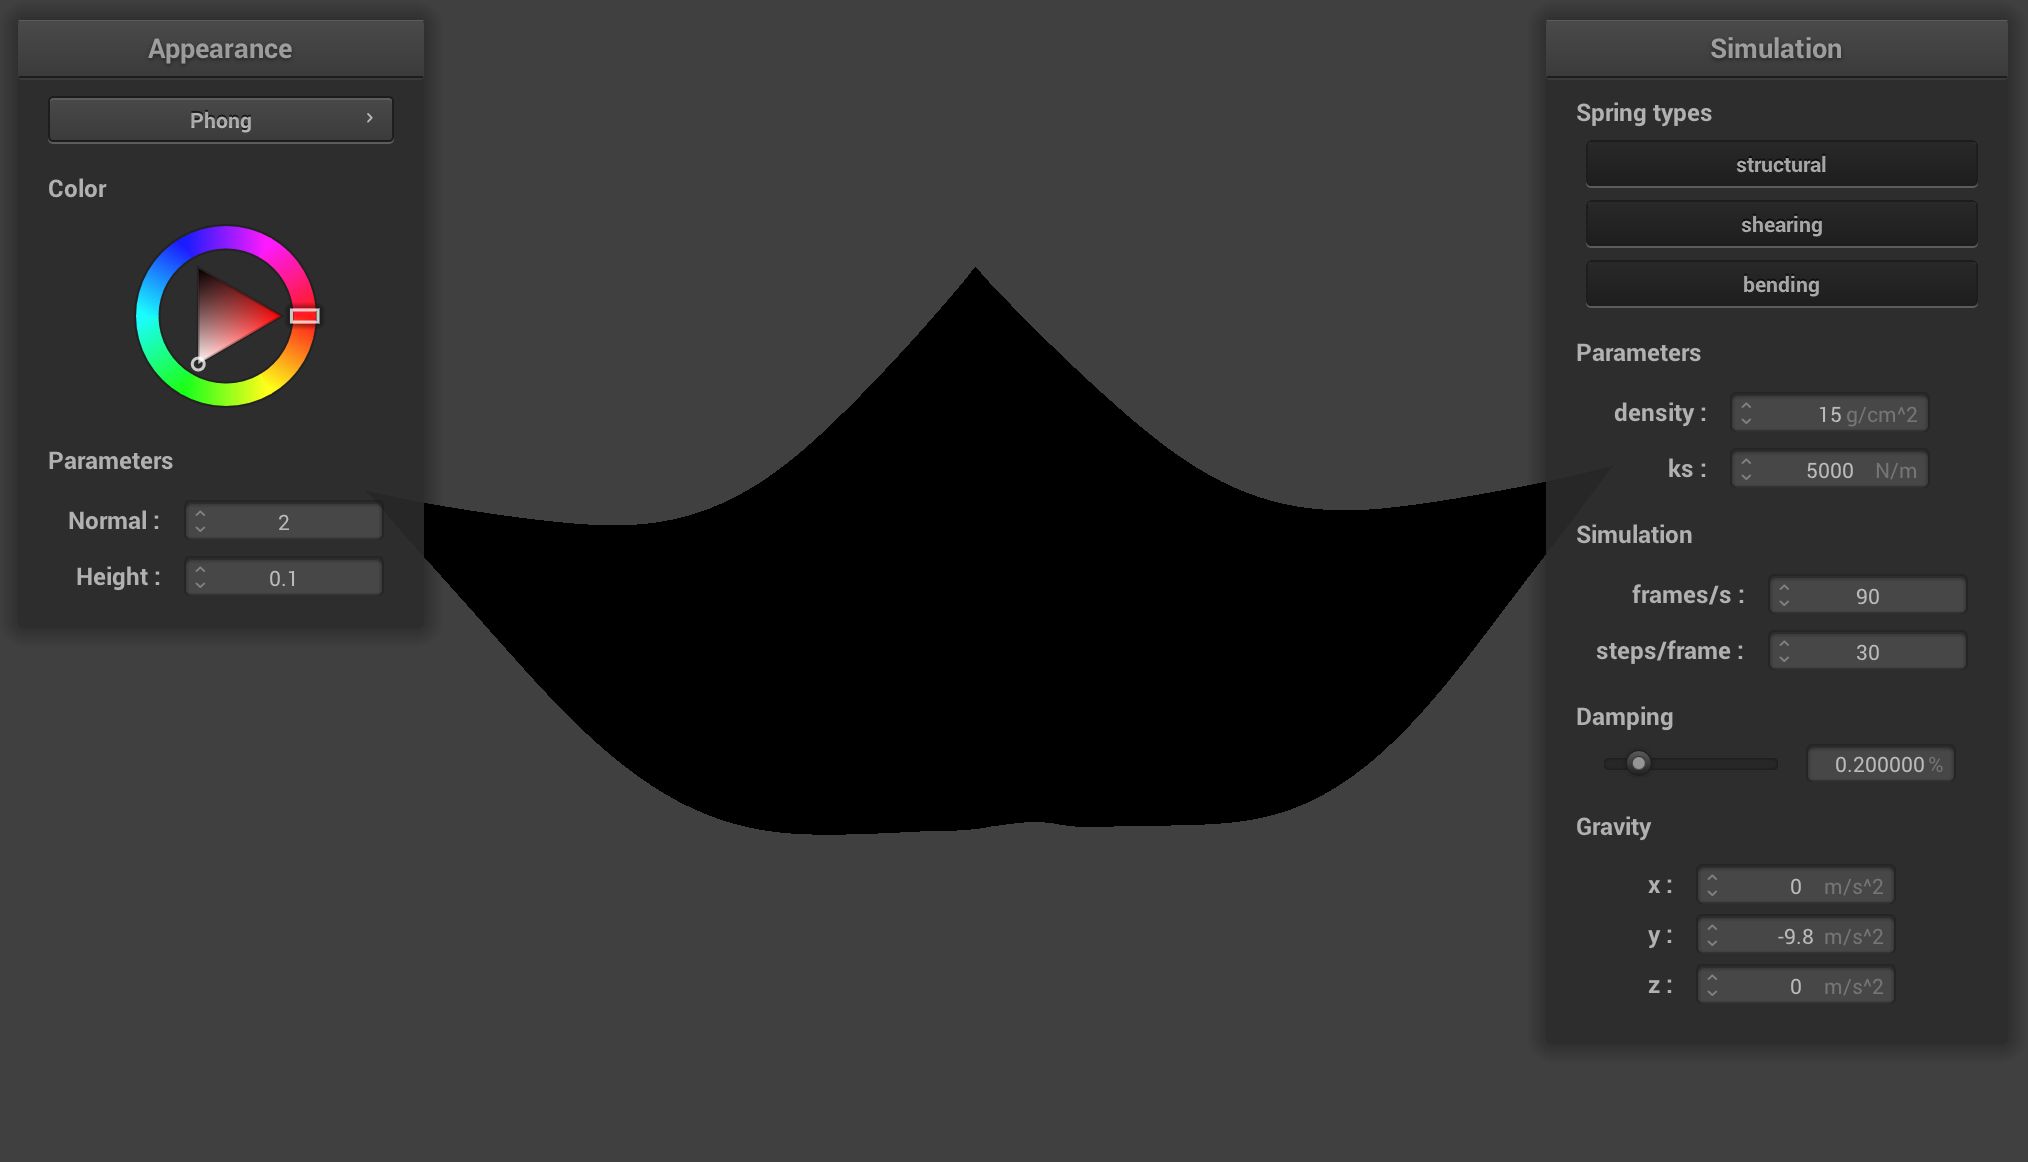 Appearance
Phong
Color
Parameters
Normal : 2
Height : 0.1
Simulation
Spring types
structural
shearing
bending
Parameters
density : 15 g/cm^2
ks : 5000 N/m
Simulation
frames/s : 90
steps/frame : 30
Damping
0.200000 %
Gravity
x : 0 m/s^2
y : -9.8 m/s^2
z : 0 m/s^2